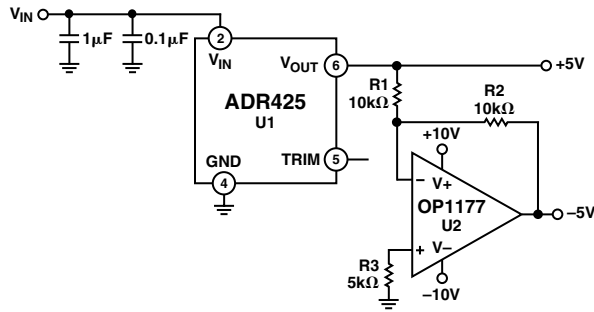 VIN
1µF
0.1µF
2
VIN
VOUT
6
+5V
R1
10kΩ
R2
10kΩ
ADR425
U1
+10V
GND
TRIM
5
4
–
V+
OP1177
U2
–5V
+
V–
R3
5kΩ
–10V